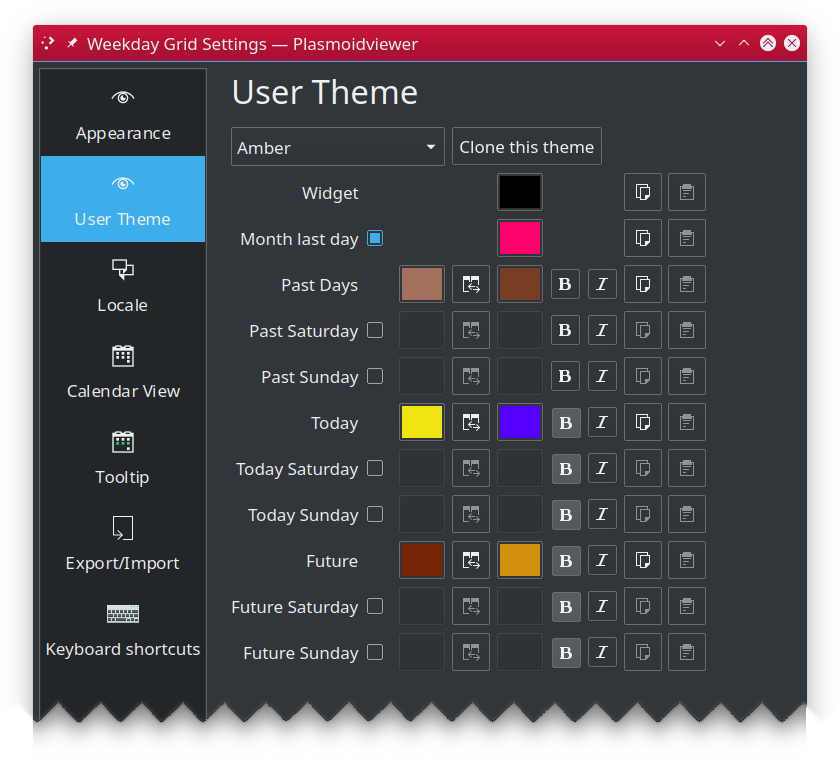 Weekday Grid Settings — Plasmoidviewer
Appearance
User Theme
Locale
Calendar View
Tooltip
Export/Import
Keyboard shortcuts
User Theme
Amber
Clone this theme
Widget
Month last day
Past Days B I
Past Saturday B I
Past Sunday B I
Today B I
Today Saturday B I
Today Sunday B I
Future B I
Future Saturday B I
Future Sunday B I